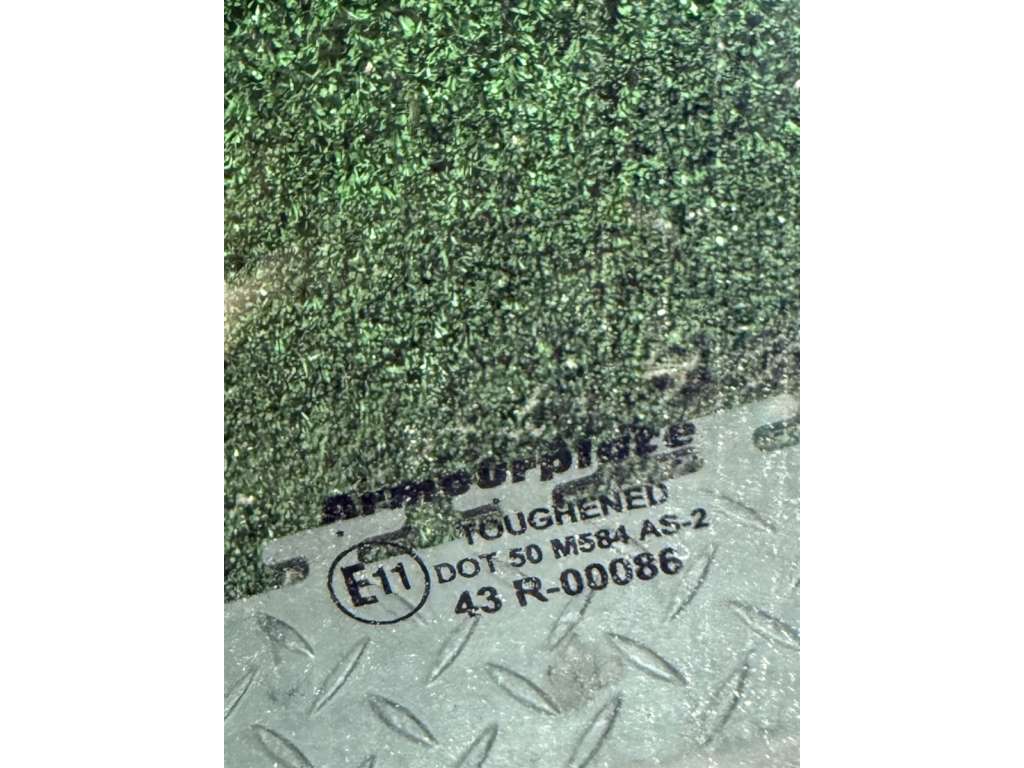 Armourplate
TOUGHENED
E11 DOT 50 M584 AS-2
43 R-00086